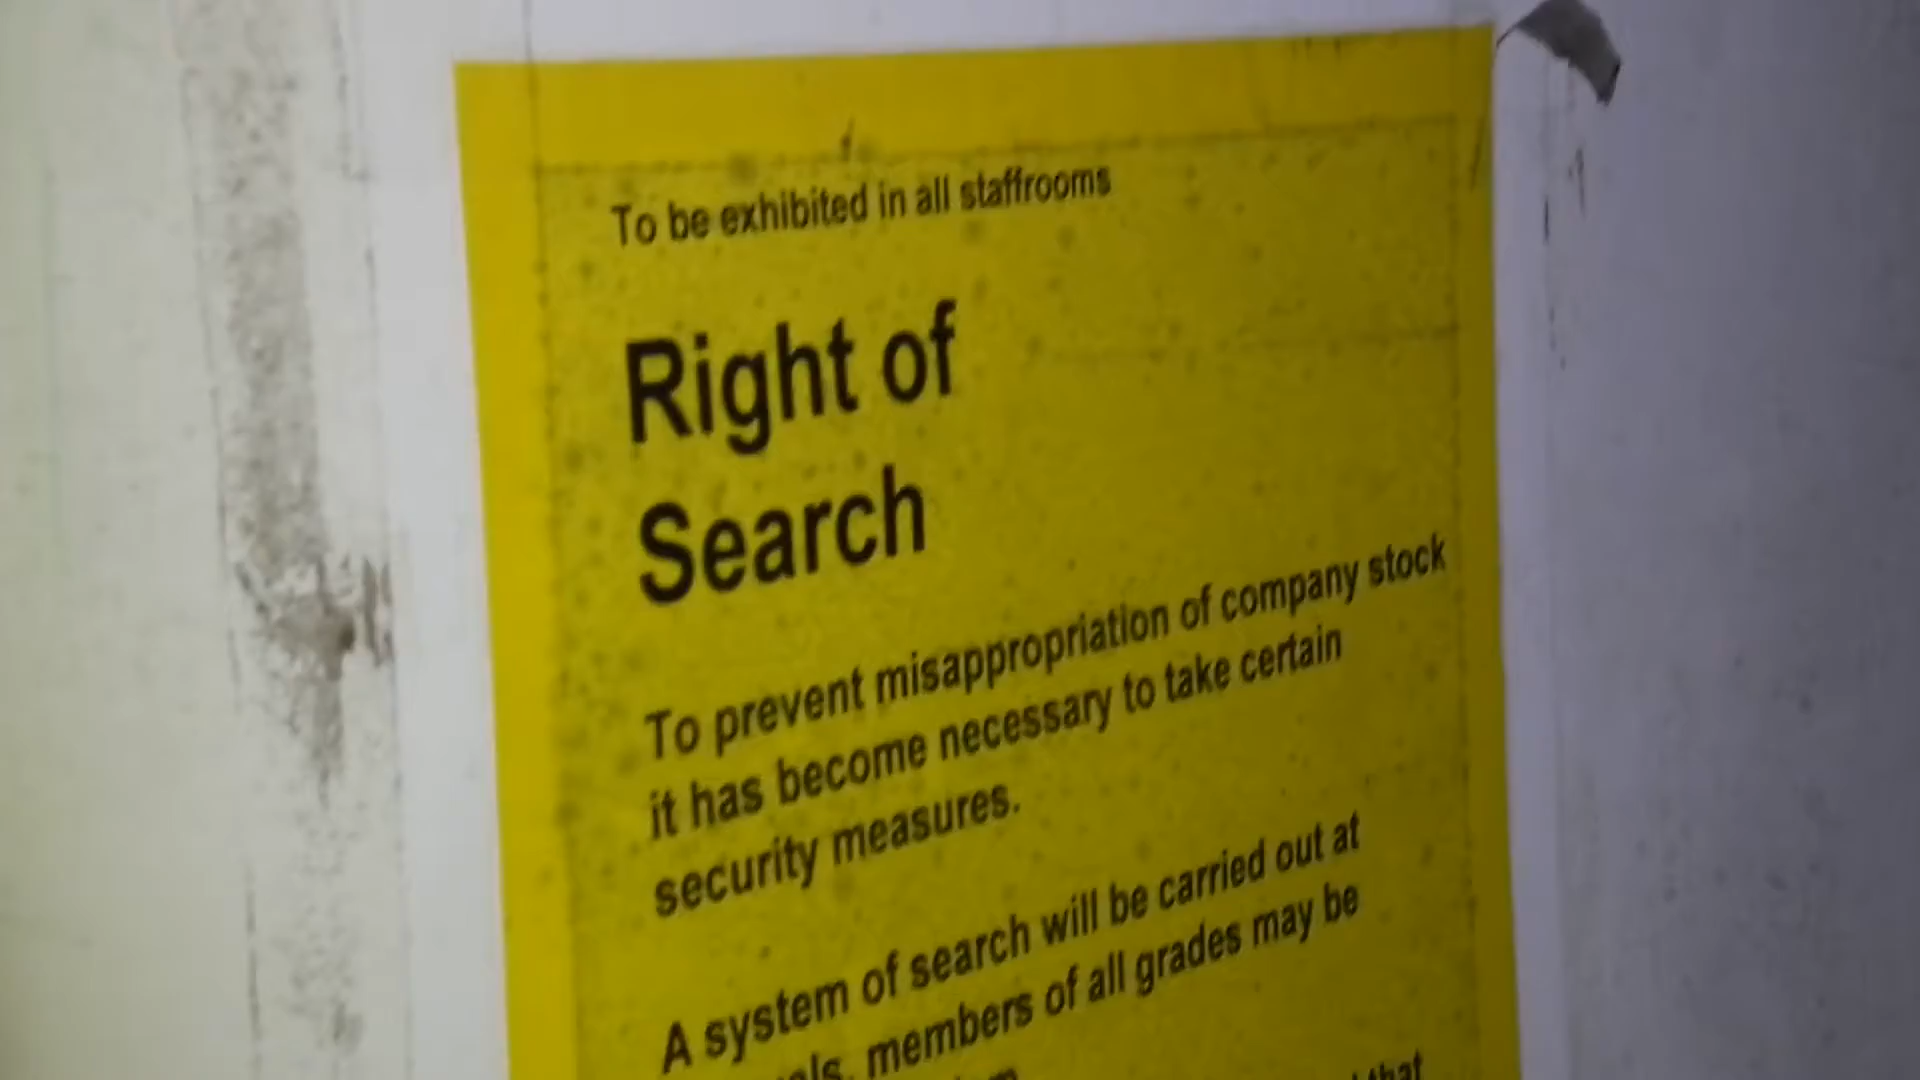 To be exhibited in all staffrooms
Right of
Search
To prevent misappropriation of company stock
it has become necessary to take certain
security measures.
A system of search will be carried out at
members of all grades may be
that